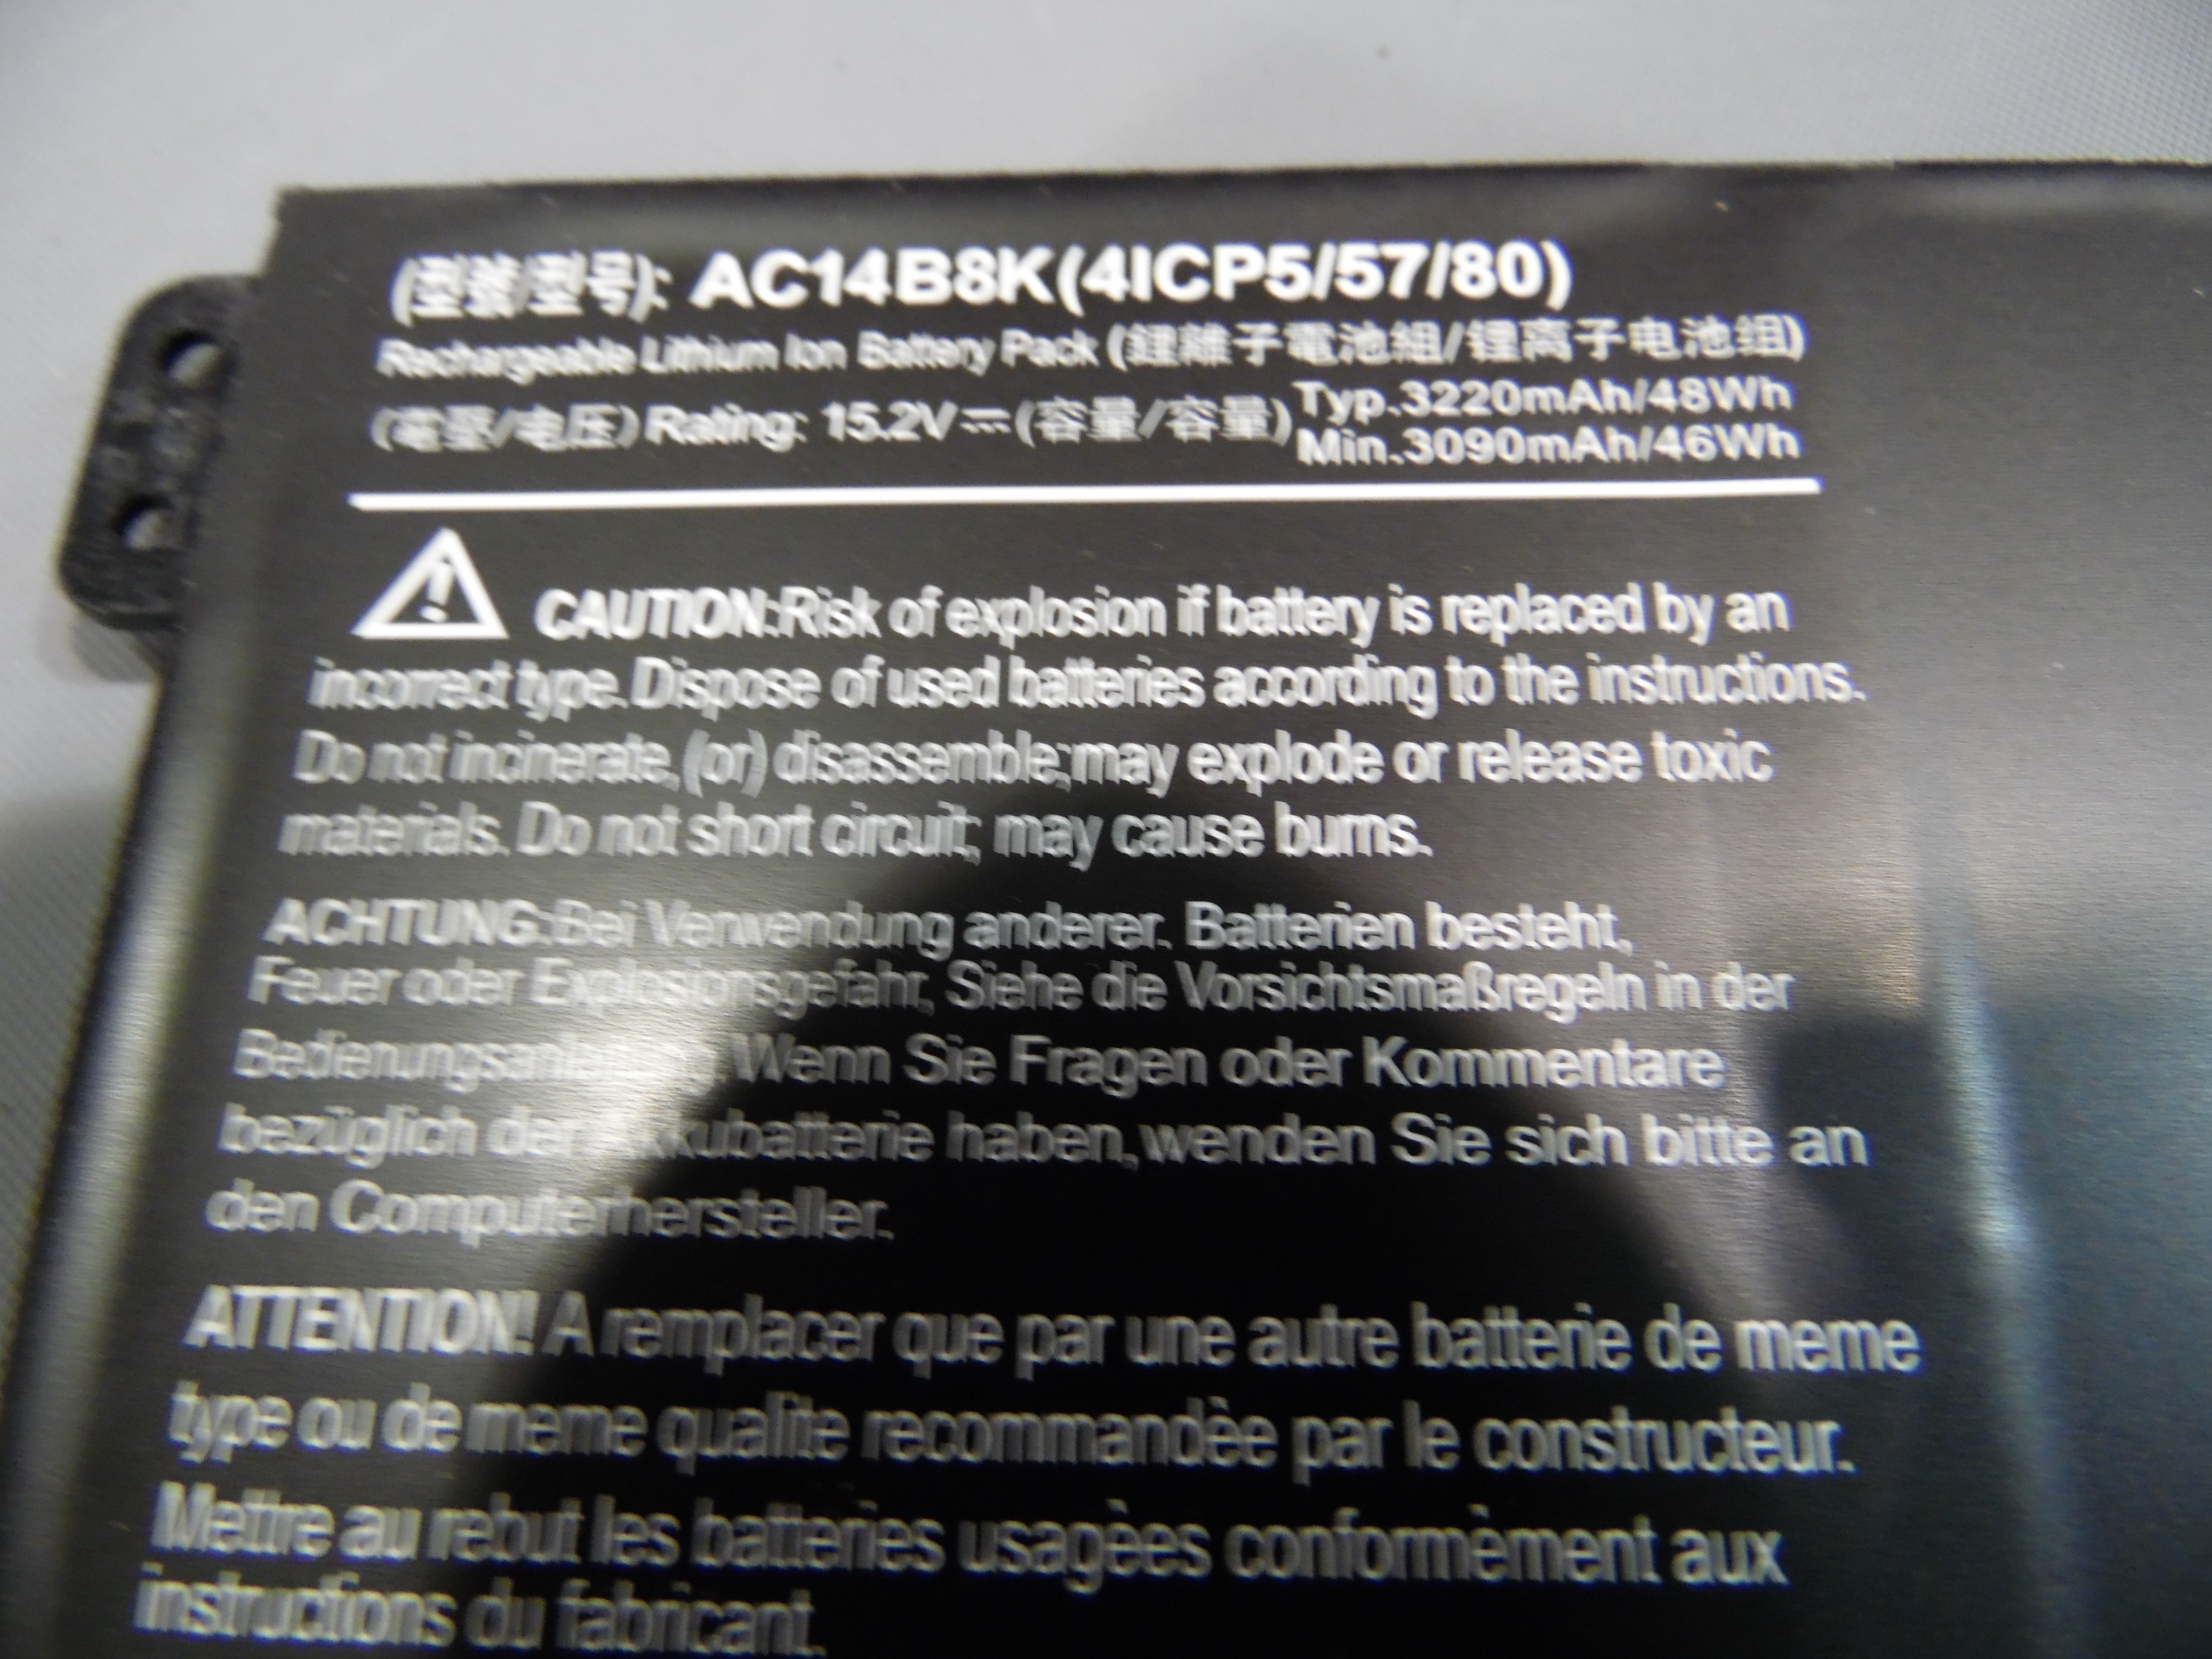 (型號/型号): AC14B8K(4ICP5/57/80)
Rechargeable Lithium Ion Battery Pack (鋰離子電池組/锂离子电池组)
(電壓/电压) Rating: 15.2V⎓(容量/容量) Typ.3220mAh/48Wh
Min.3090mAh/46Wh
CAUTION:Risk of explosion if battery is replaced by an
incorrect type. Dispose of used batteries according to the instructions.
Do not incinerate,(or) disassemble;may explode or release toxic
materials. Do not short circuit; may cause burns.
ACHTUNG:Bei Verwendung anderer. Batterien besteht,
Feuer oder Explosionsgefahr, Siehe die Vorsichtsmaßregeln in der
Bedienungsanleitung, Wenn Sie Fragen oder Kommentare
bezüglich der Akkubatterie haben, wenden Sie sich bitte an
den Computerhersteller.
ATTENTION! A remplacer que par une autre batterie de meme
type ou de meme qualite recommandèe par le constructeur.
Mettre au rebut les batteries usagèes conformèment aux
instructions du fabricant.